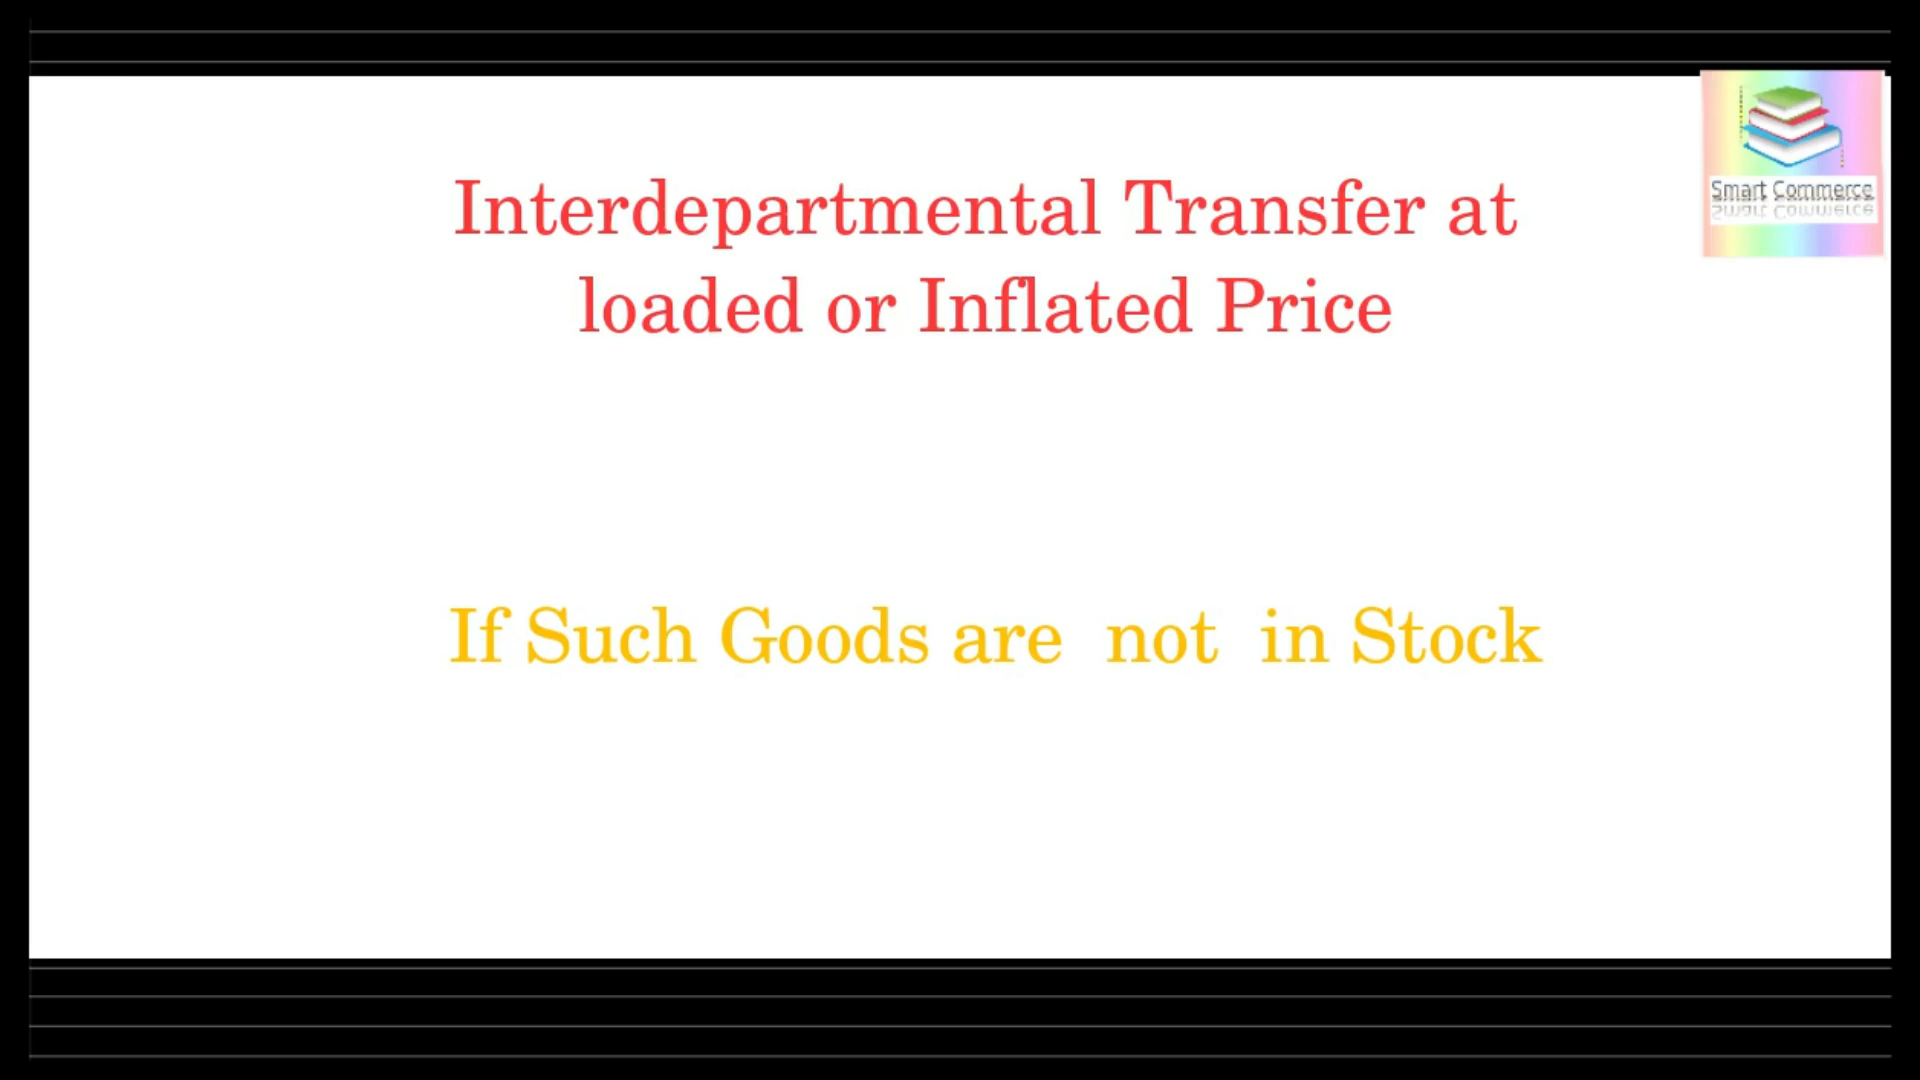 Interdepartmental Transfer at
loaded or Inflated Price
Smart Commerce
If Such Goods are not in Stock